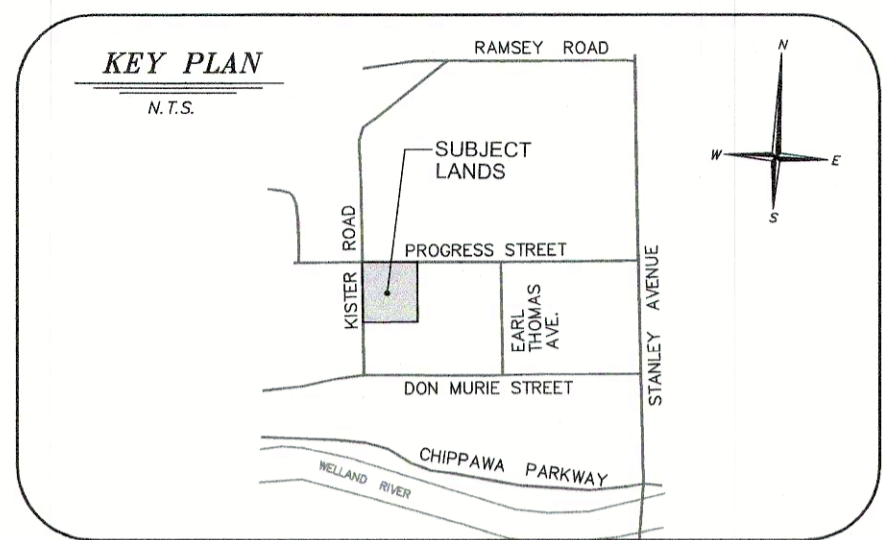 KEY PLAN
N.T.S.
RAMSEY ROAD
N
W
E
S
SUBJECT
LANDS
KISTER ROAD
PROGRESS STREET
EARL
THOMAS
AVE.
STANLEY AVENUE
DON MURIE STREET
CHIPPAWA PARKWAY
WELLAND RIVER